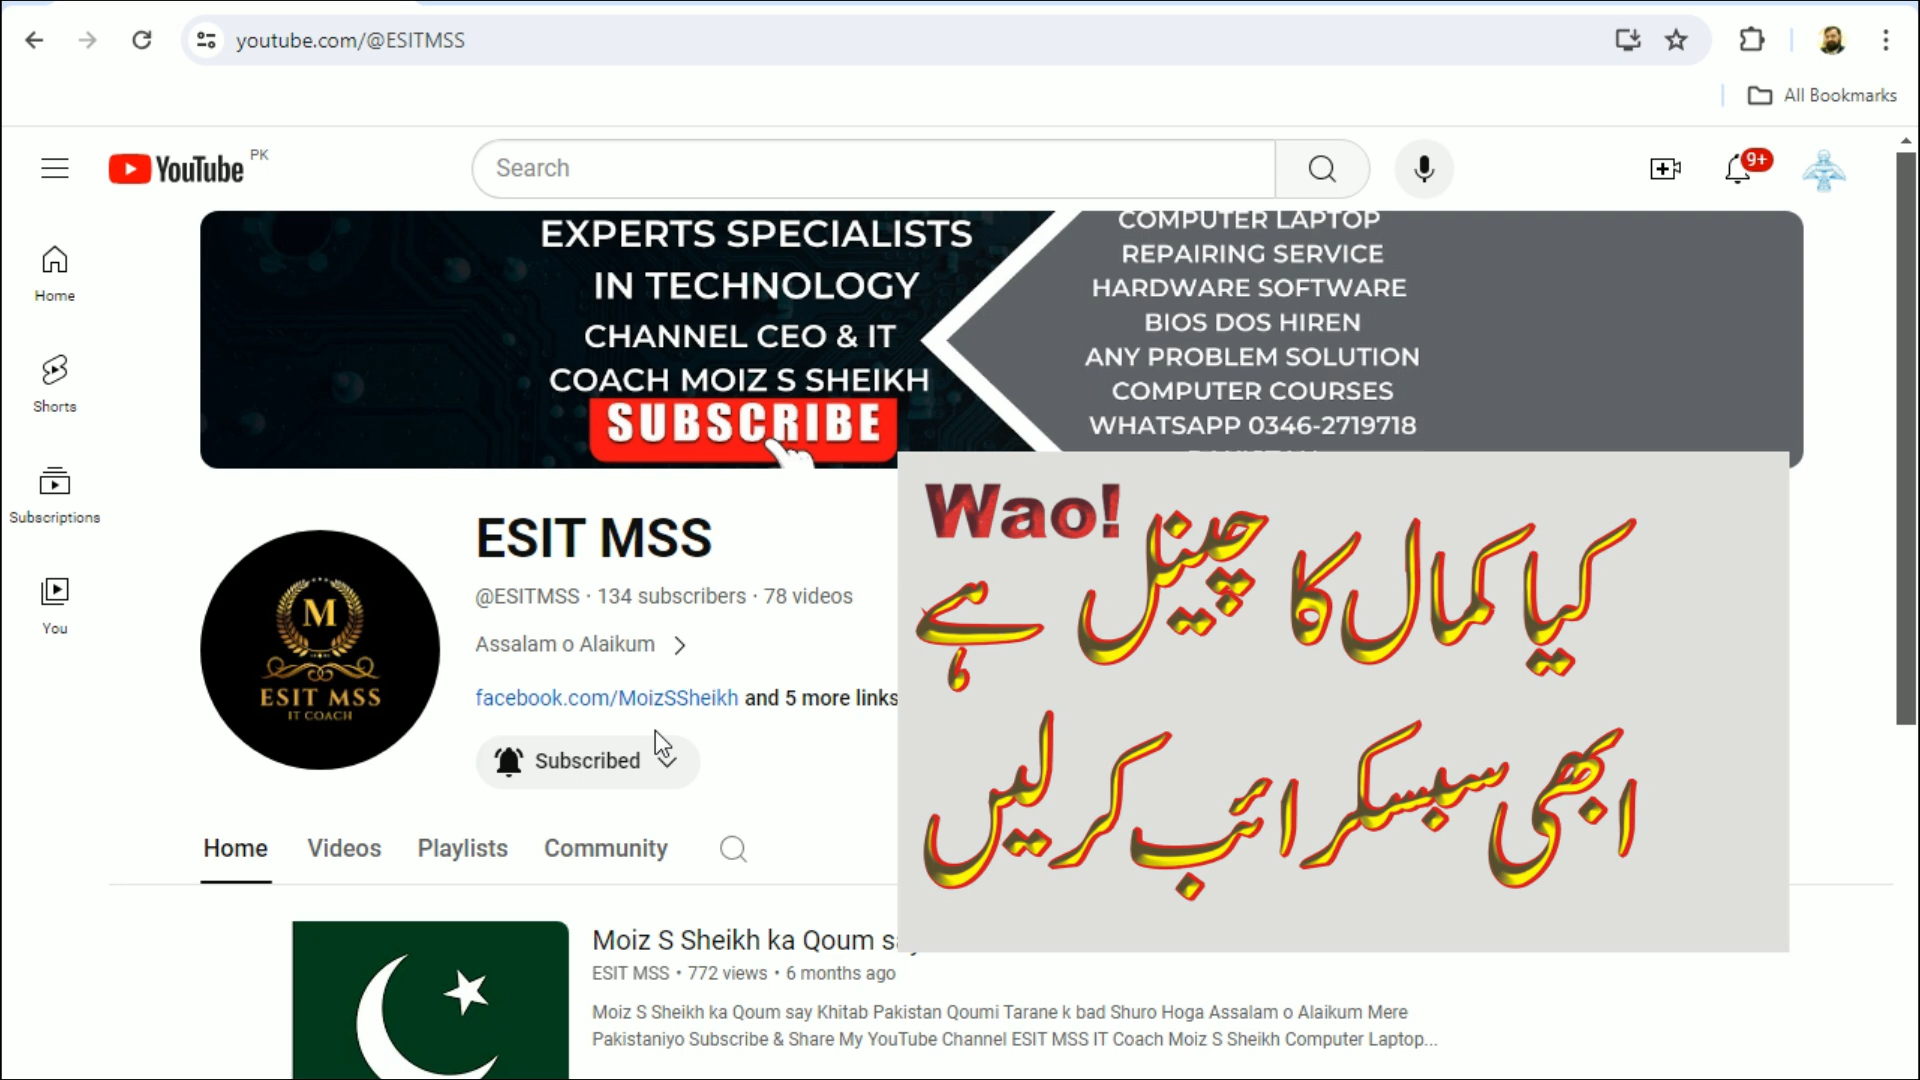 youtube.com/@ESITMSS
All Bookmarks
YouTube PK
Search
9+
Home
Shorts
Subscriptions
You
EXPERTS SPECIALISTS
IN TECHNOLOGY
CHANNEL CEO & IT
COACH MOIZ S SHEIKH
SUBSCRIBE
COMPUTER LAPTOP
REPAIRING SERVICE
HARDWARE SOFTWARE
BIOS DOS HIREN
ANY PROBLEM SOLUTION
COMPUTER COURSES
WHATSAPP 0346-2719718
M
ESIT MSS
IT COACH
ESIT MSS
@ESITMSS · 134 subscribers · 78 videos
Assalam o Alaikum
facebook.com/MoizSSheikh and 5 more links
Subscribed
Wao!
کیا کمال کا چینل ہے
ابھی سبسکرائب کر لیں
Home Videos Playlists Community
Moiz S Sheikh ka Qoum
ESIT MSS • 772 views • 6 months ago
Moiz S Sheikh ka Qoum say Khitab Pakistan Qoumi Tarane k bad Shuro Hoga Assalam o Alaikum Mere
Pakistaniyo Subscribe & Share My YouTube Channel ESIT MSS IT Coach Moiz S Sheikh Computer Laptop...